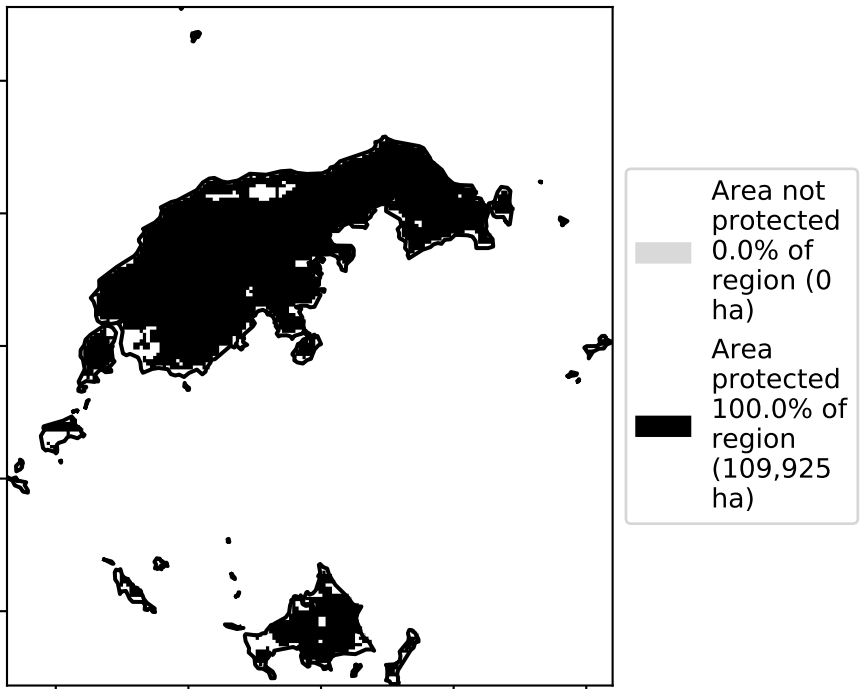 Area not
protected
0.0% of
region (0
ha)
Area
protected
100.0% of
region
(109,925
ha)